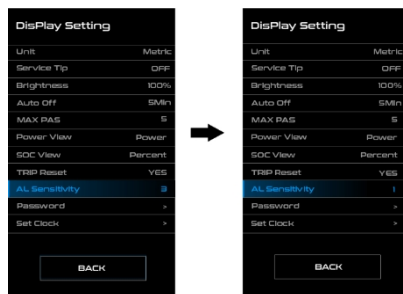 DisPlay Setting
Unit Metric
Service Tip OFF
Brightness 100%
Auto Off 5Min
MAX PAS 5
Power View Power
SOC View Percent
TRIP Reset YES
AL Sensitivity 3
Password >
Set Clock >
BACK
DisPlay Setting
Unit Metric
Service Tip OFF
Brightness 100%
Auto Off 5Min
MAX PAS 5
Power View Power
SOC View Percent
TRIP Reset YES
AL Sensitivity 1
Password >
Set Clock >
BACK